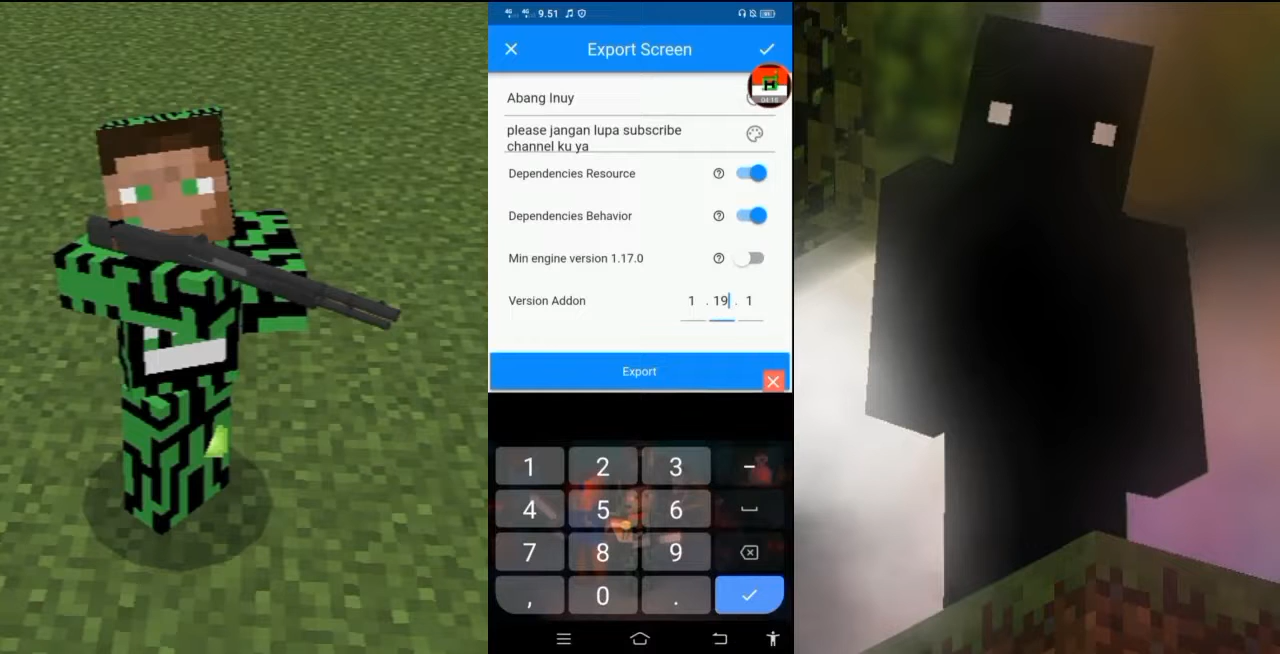 4G 4G 9.51
Export Screen
Abang Inuy
please jangan lupa subscribe
channel ku ya
Dependencies Resource
Dependencies Behavior
Min engine version 1.17.0
Version Addon 1 . 19 . 1
Export
1 2 3 -
4 5 6
7 8 9
, 0 .